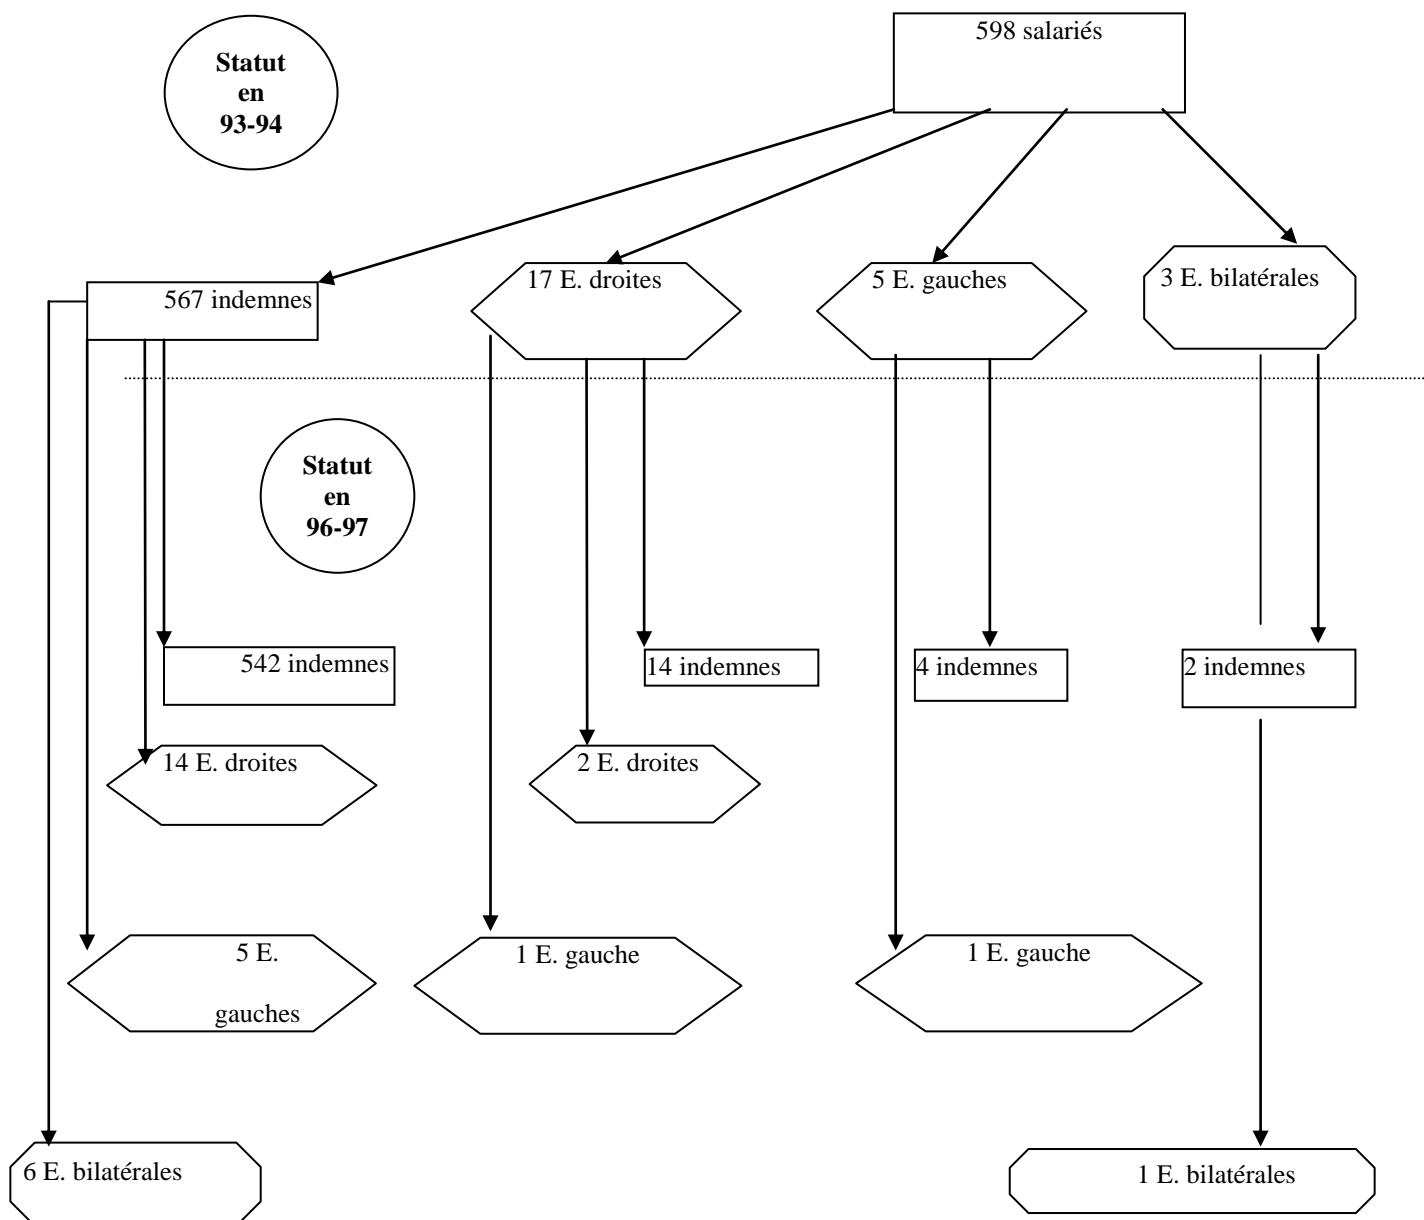 Statut
en
93-94
598 salariés
567 indemnes
17 E. droites
5 E. gauches
3 E. bilatérales
Statut
en
96-97
542 indemnes
14 indemnes
4 indemnes
2 indemnes
14 E. droites
2 E. droites
5 E.
gauches
1 E. gauche
1 E. gauche
6 E. bilatérales
1 E. bilatérales